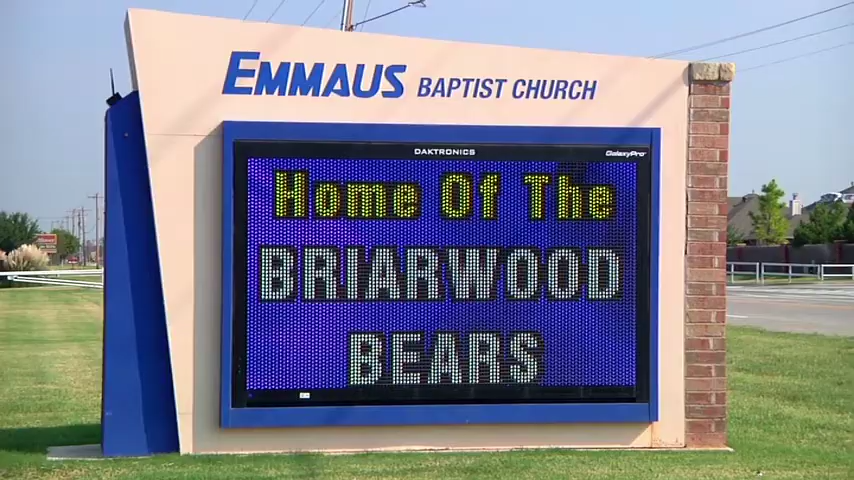 EMMAUS BAPTIST CHURCH
DAKTRONICS
GalaxyPro
Home Of The
BRIARWOOD
BEARS